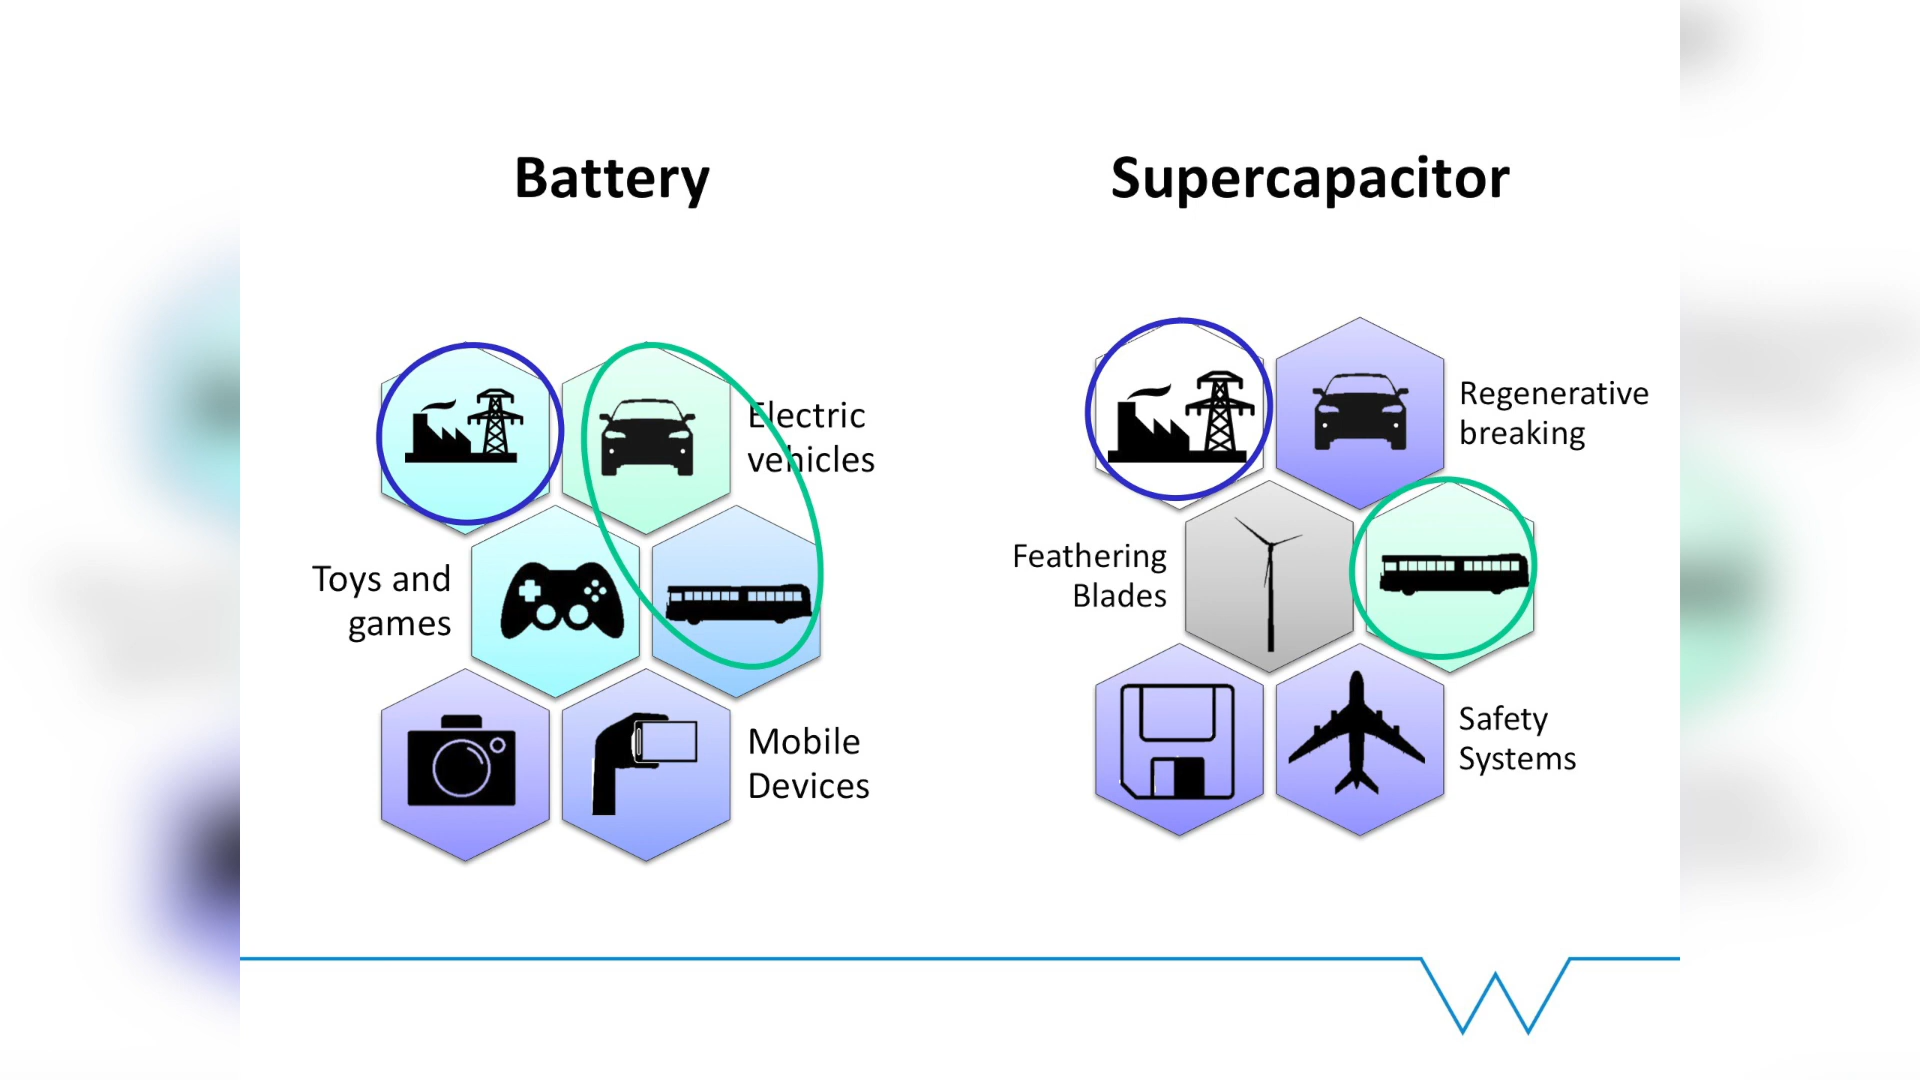 Battery
Supercapacitor
Electric
vehicles
Toys and
games
Mobile
Devices
Regenerative
breaking
Feathering
Blades
Safety
Systems